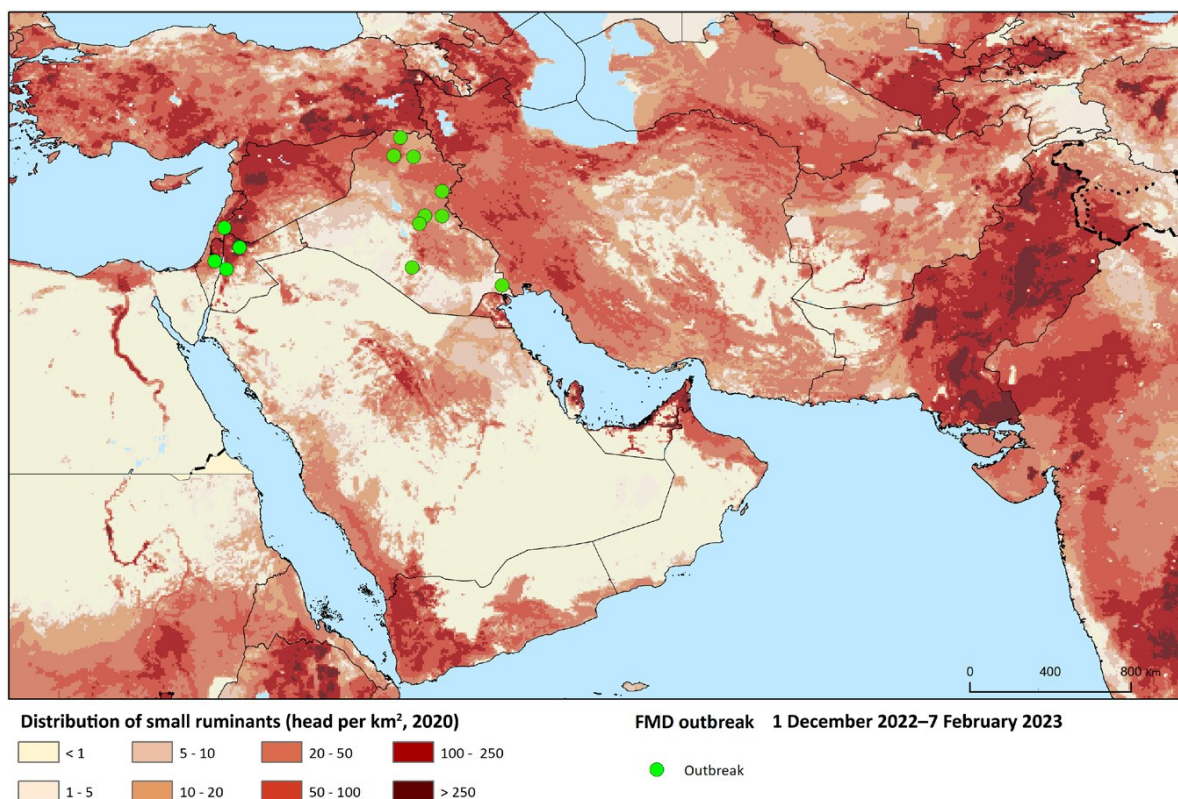 0 400 800 Km
Distribution of small ruminants (head per km², 2020)
FMD outbreak 1 December 2022–7 February 2023
< 1 5 - 10 20 - 50 100 - 250
Outbreak
1 - 5 10 - 20 50 - 100 > 250